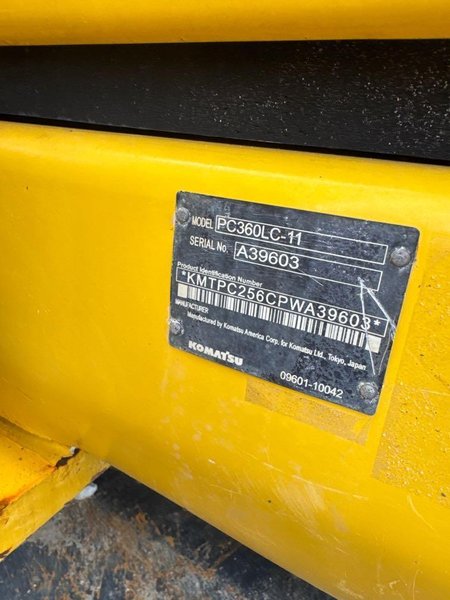 MODEL PC360LC-11
SERIAL No. A39603
Product Identification Number
*KMTPC256CPWA39603*
MANUFACTURER
Manufactured by Komatsu America Corp. for Komatsu Ltd., Tokyo, Japan
KOMATSU
09601-10042